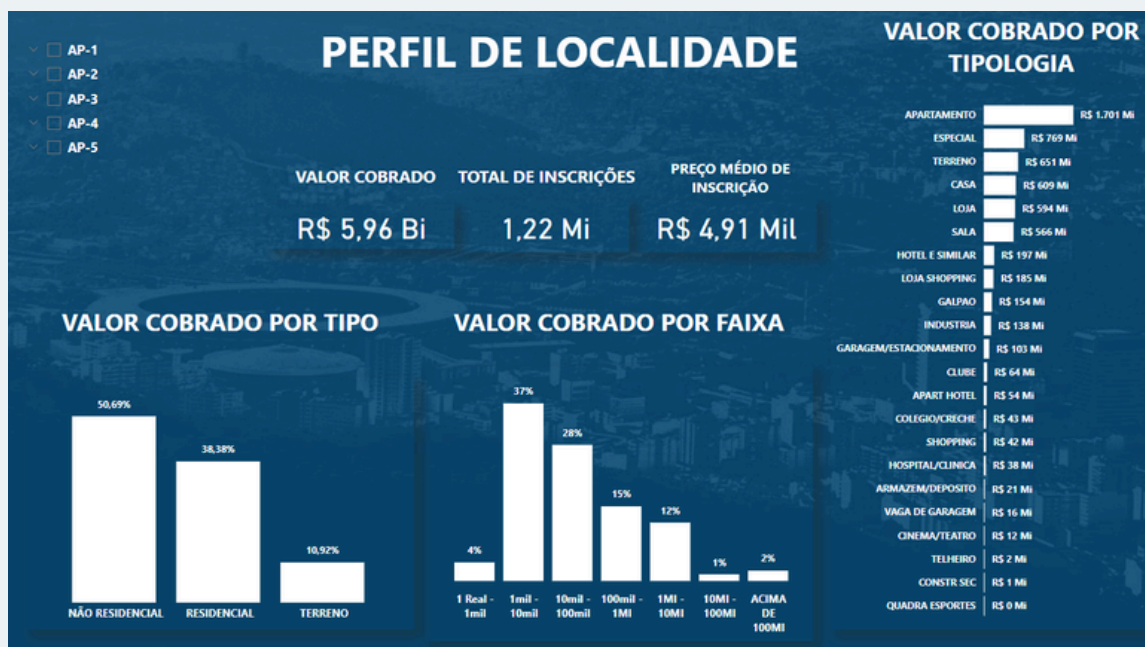 AP-1
AP-2
AP-3
AP-4
AP-5
PERFIL DE LOCALIDADE
VALOR COBRADO
R$ 5,96 Bi
TOTAL DE INSCRIÇÕES
1,22 Mi
PREÇO MÉDIO DE
INSCRIÇÃO
R$ 4,91 Mil
VALOR COBRADO POR TIPO
50,69%
38,38%
10,92%
NÃO RESIDENCIAL
RESIDENCIAL
TERRENO
VALOR COBRADO POR FAIXA
4%
37%
28%
15%
12%
1%
2%
1 Real -
1mil
1mil -
10mil
10mil -
100mil
100mil -
1MI
1MI -
10MI
10MI -
100MI
ACIMA
DE
100MI
VALOR COBRADO POR
TIPOLOGIA
APARTAMENTO R$ 1.701 Mi
ESPECIAL R$ 769 Mi
TERRENO R$ 651 Mi
CASA R$ 609 Mi
LOJA R$ 594 Mi
SALA R$ 566 Mi
HOTEL E SIMILAR R$ 197 Mi
LOJA SHOPPING R$ 185 Mi
GALPAO R$ 154 Mi
INDUSTRIA R$ 138 Mi
GARAGEM/ESTACIONAMENTO R$ 103 Mi
CLUBE R$ 64 Mi
APART HOTEL R$ 54 Mi
COLEGIO/CRECHE R$ 43 Mi
SHOPPING R$ 42 Mi
HOSPITAL/CLINICA R$ 38 Mi
ARMAZEM/DEPOSITO R$ 21 Mi
VAGA DE GARAGEM R$ 16 Mi
CINEMA/TEATRO R$ 12 Mi
TELHEIRO R$ 2 Mi
CONSTR SEC R$ 1 Mi
QUADRA ESPORTES R$ 0 Mi